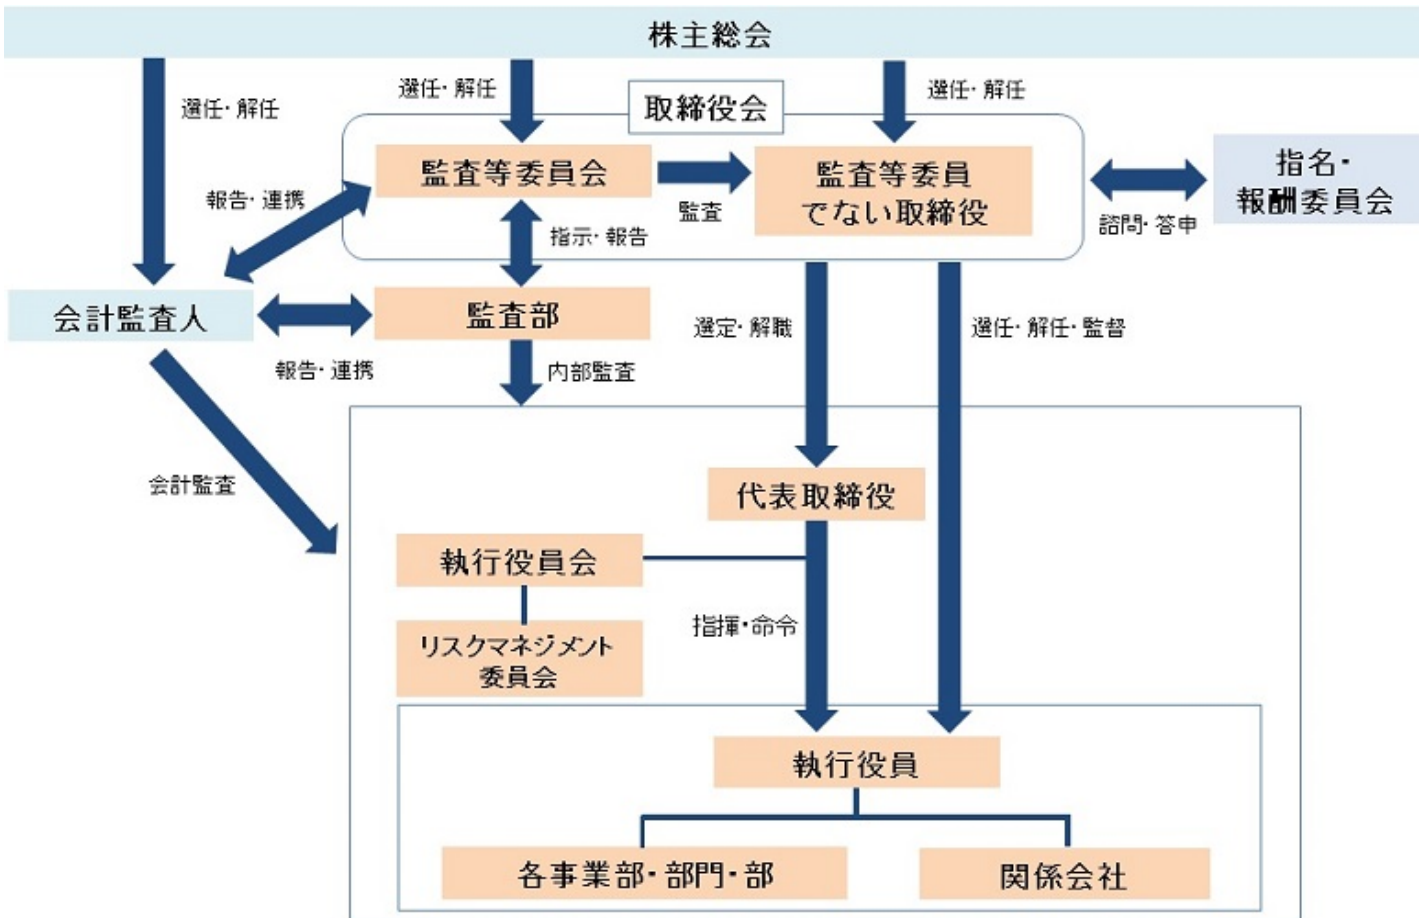 株主総会
選任・解任
選任・解任
選任・解任
取締役会
監査等委員会
監査
監査等委員
でない取締役
指名・
報酬委員会
諮問・答申
報告・連携
指示・報告
会計監査人
監査部
報告・連携
内部監査
選定・解職
選任・解任・監督
会計監査
代表取締役
執行役員会
リスクマネジメント
委員会
指揮・命令
執行役員
各事業部・部門・部
関係会社